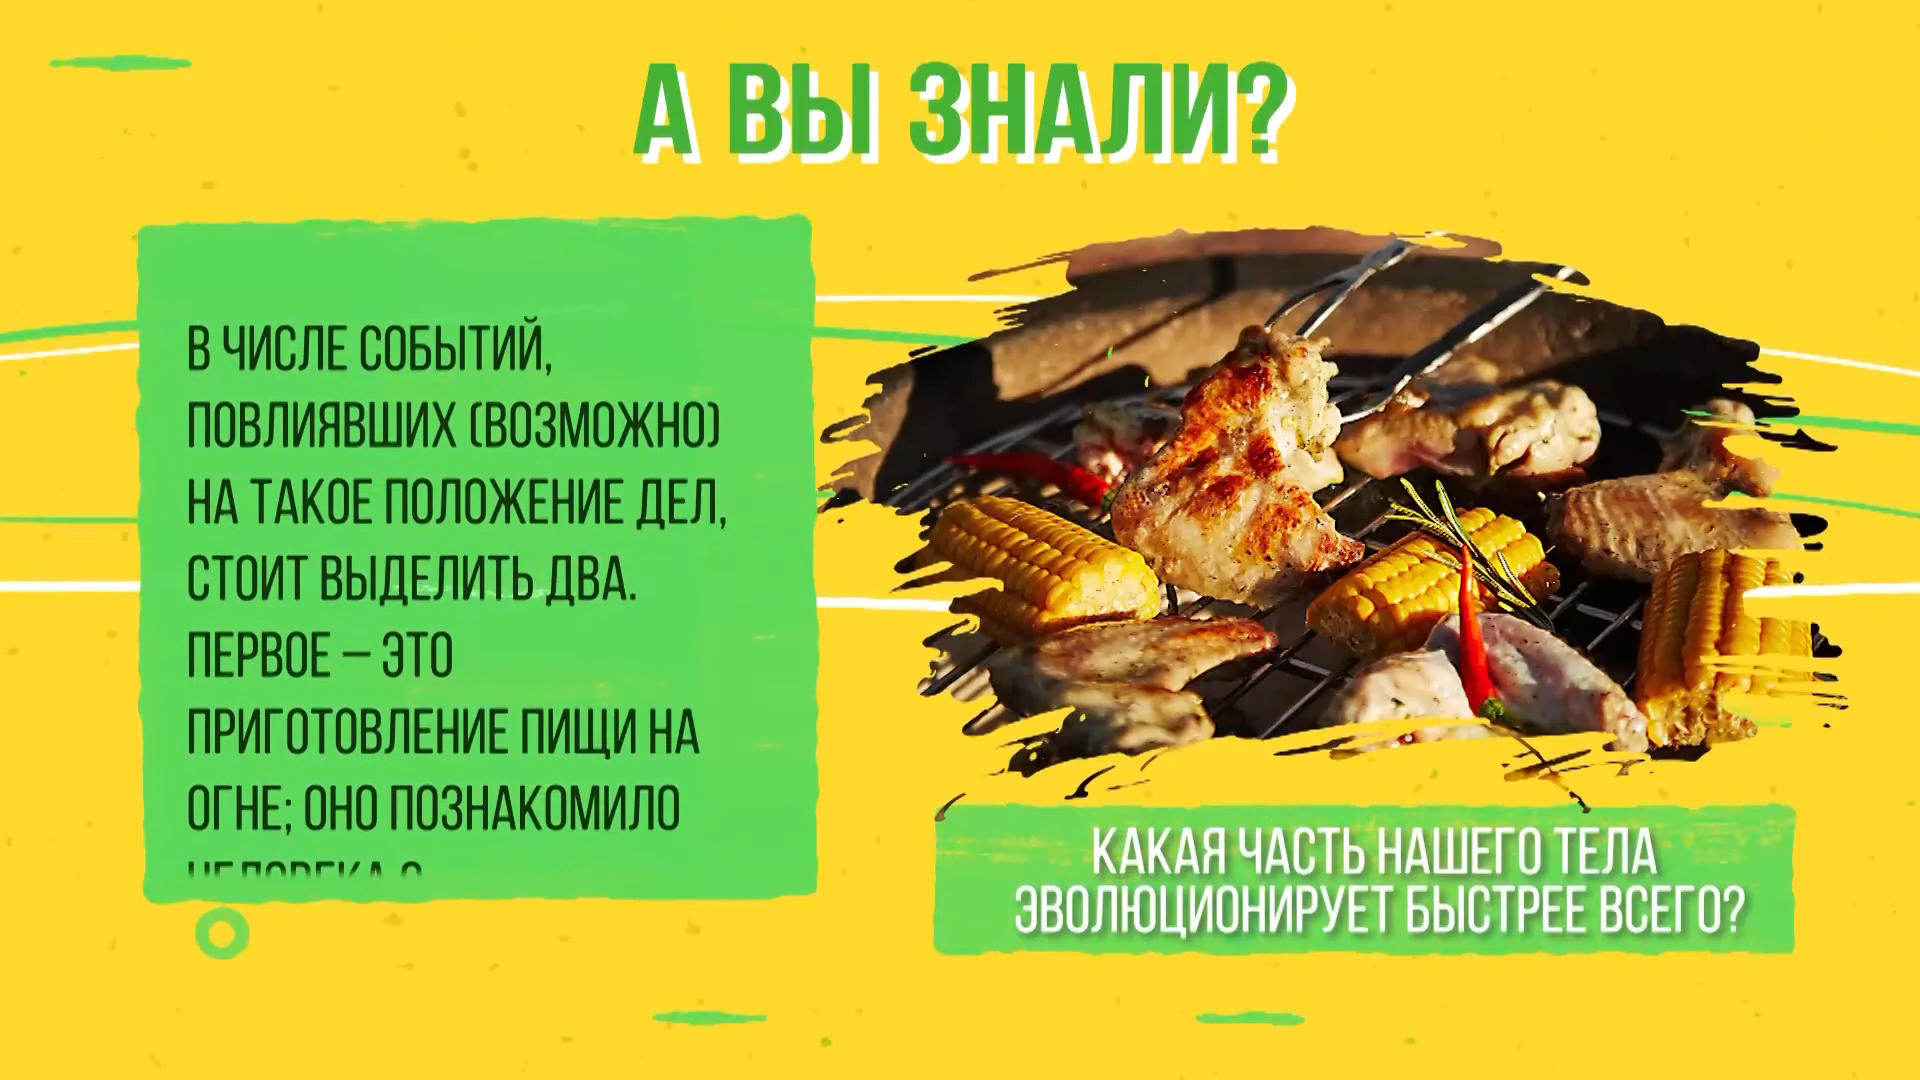 А ВЫ ЗНАЛИ?
В ЧИСЛЕ СОБЫТИЙ,
ПОВЛИЯВШИХ (ВОЗМОЖНО)
НА ТАКОЕ ПОЛОЖЕНИЕ ДЕЛ,
СТОИТ ВЫДЕЛИТЬ ДВА.
ПЕРВОЕ – ЭТО
ПРИГОТОВЛЕНИЕ ПИЩИ НА
ОГНЕ; ОНО ПОЗНАКОМИЛО
КАКАЯ ЧАСТЬ НАШЕГО ТЕЛА
ЭВОЛЮЦИОНИРУЕТ БЫСТРЕЕ ВСЕГО?